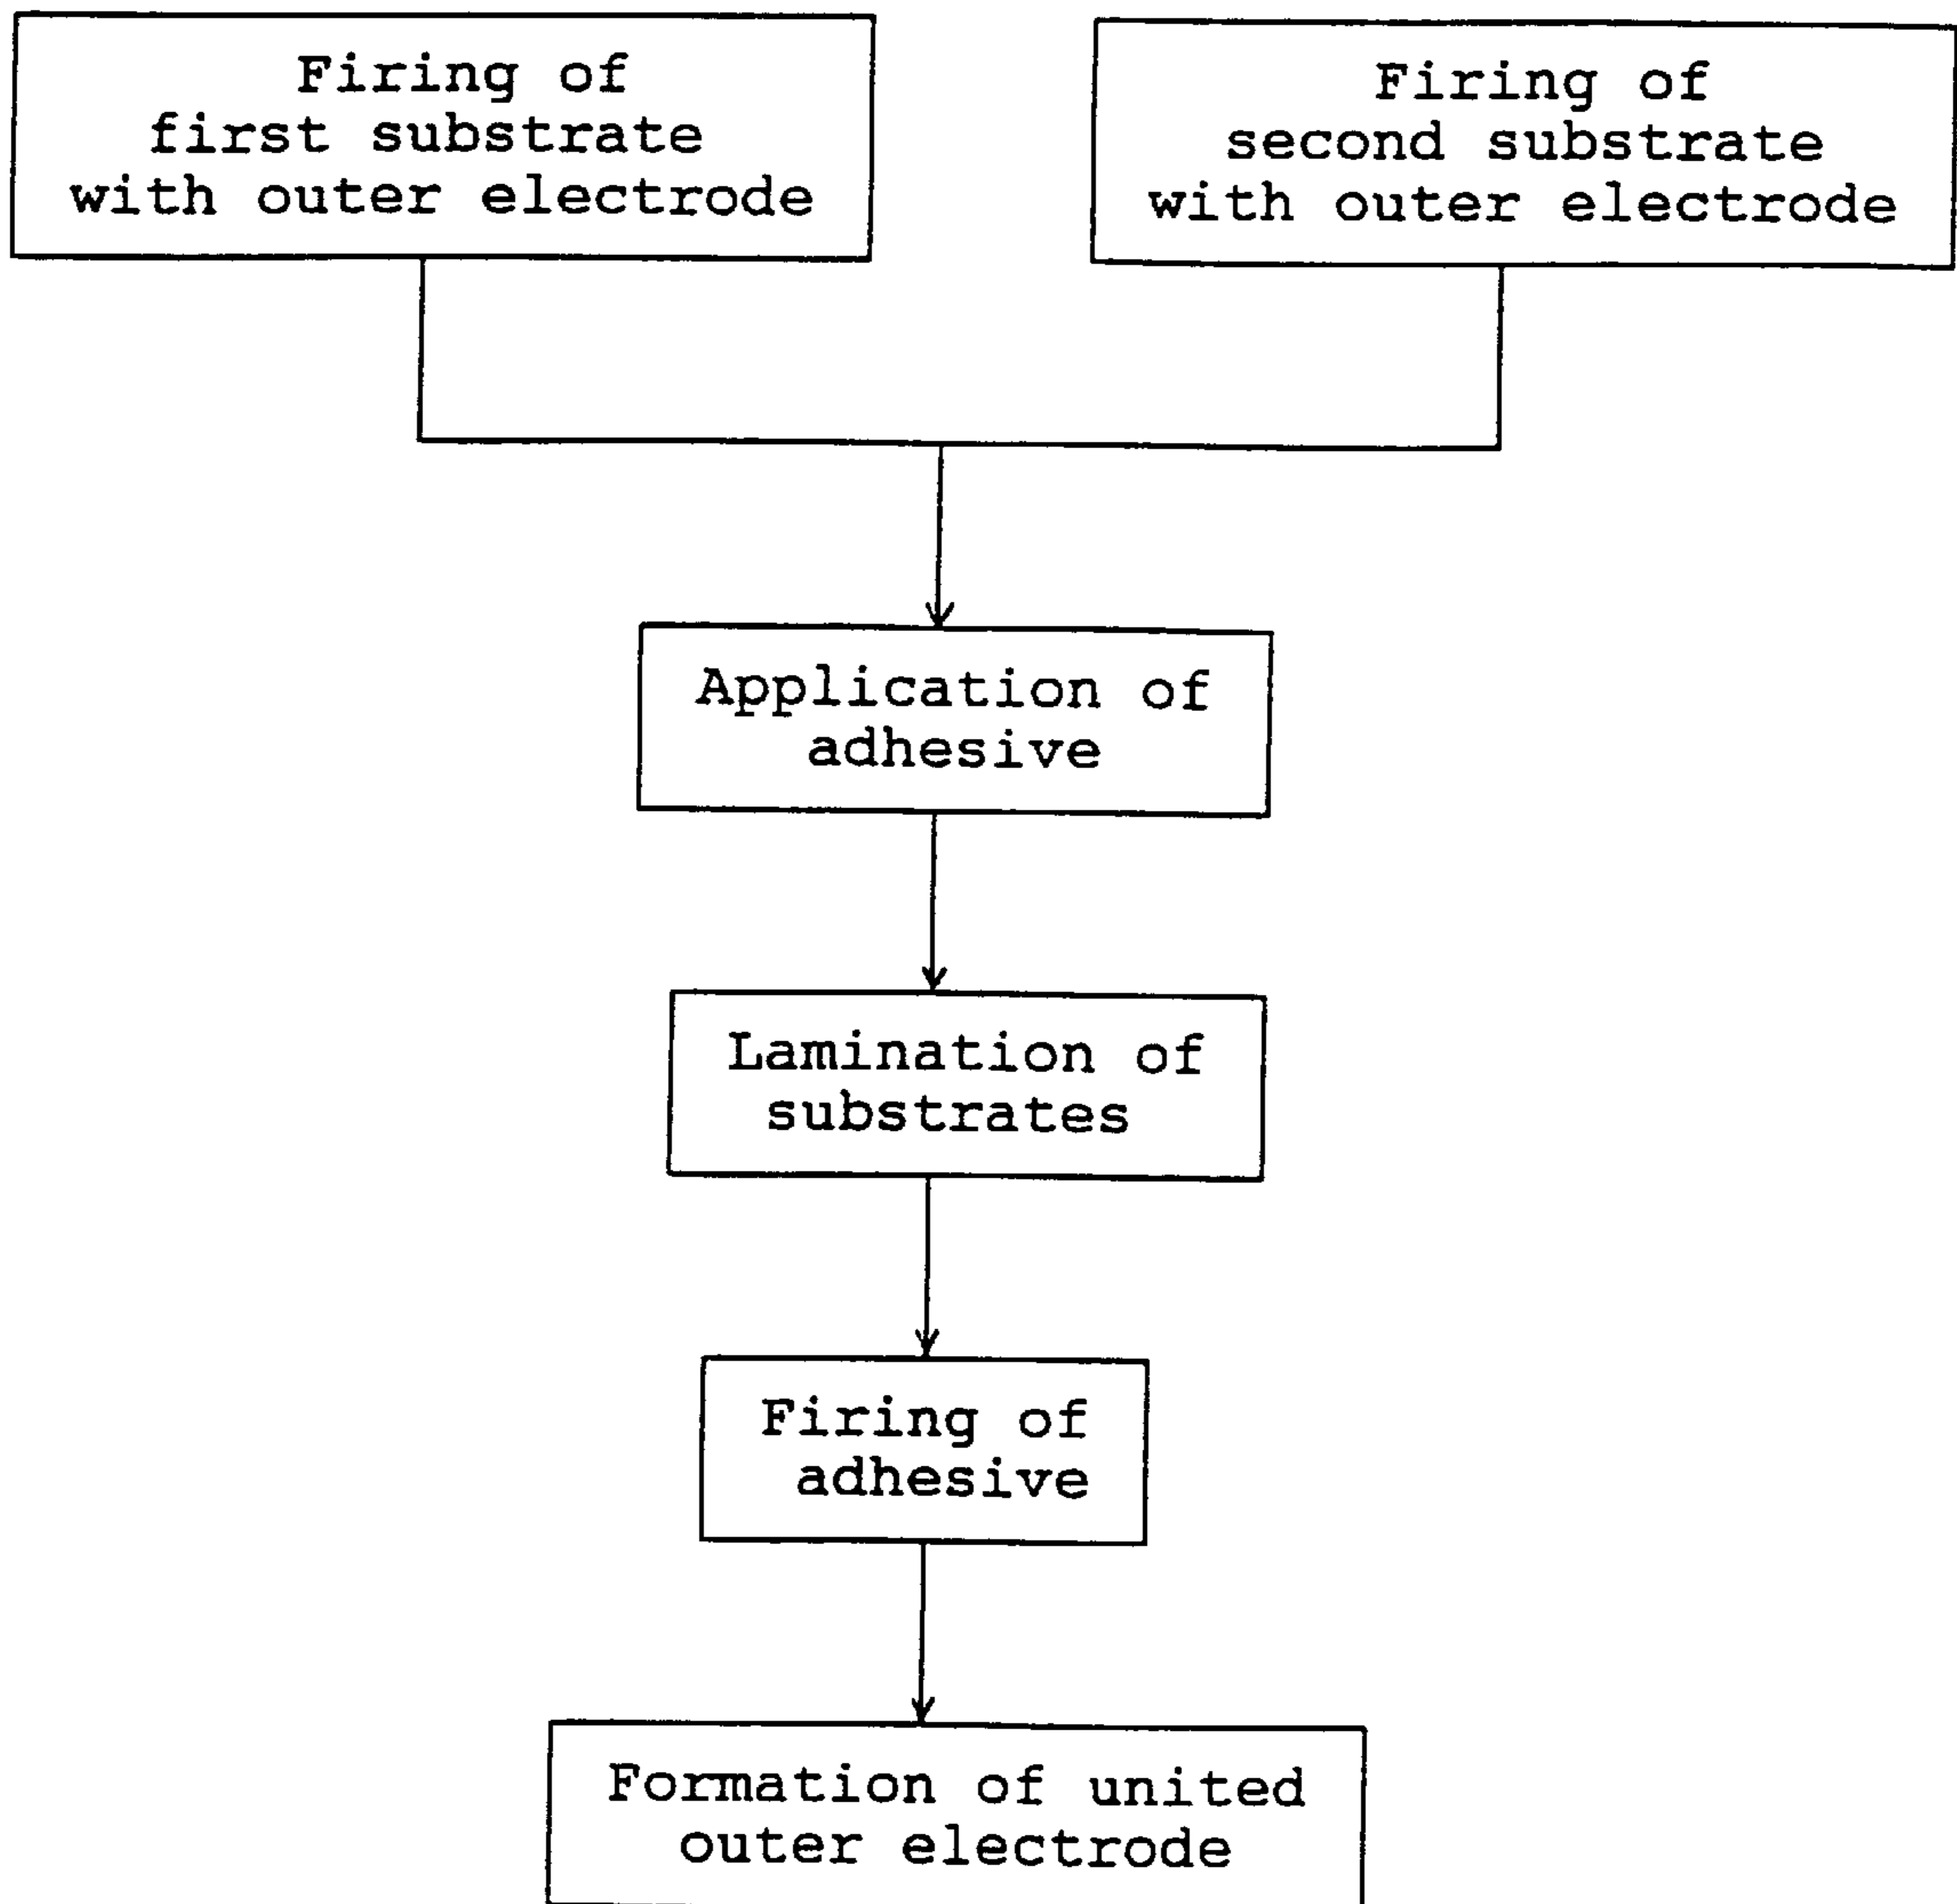 Firing of
first substrate
with outer electrode
Firing of
second substrate
with outer electrode
Application of
adhesive
Lamination of
substrates
Firing of
adhesive
Formation of united
outer electrode